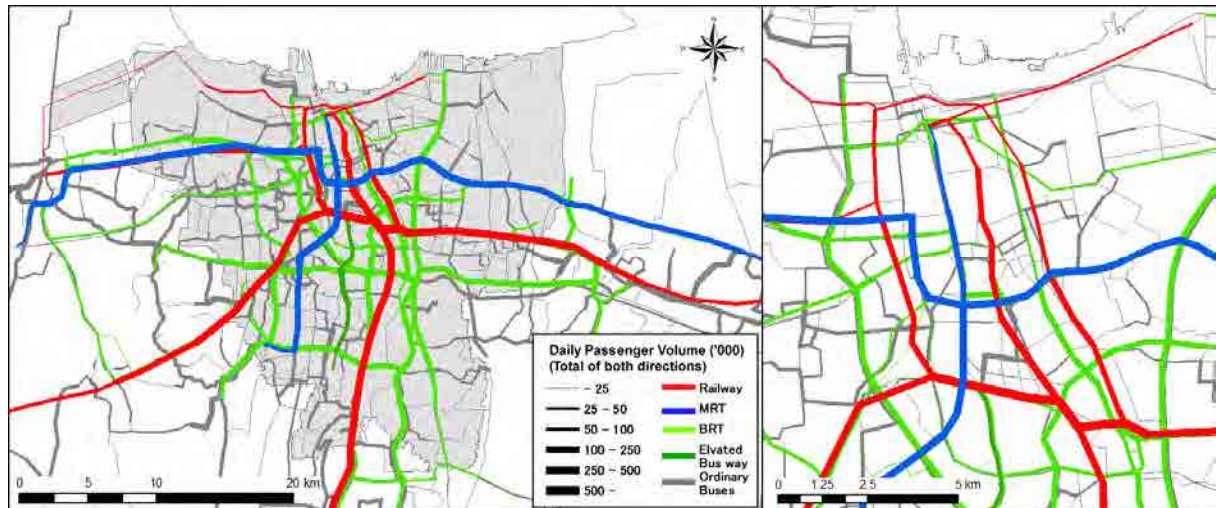 N
W E
S
Daily Passenger Volume ('000)
(Total of both directions)
- 25
25 - 50
50 - 100
100 - 250
250 - 500
500 -
Railway
MRT
BRT
Elvated
Bus way
Ordinary
Buses
0 5 10 20 km
0 1.25 2.5 5 km